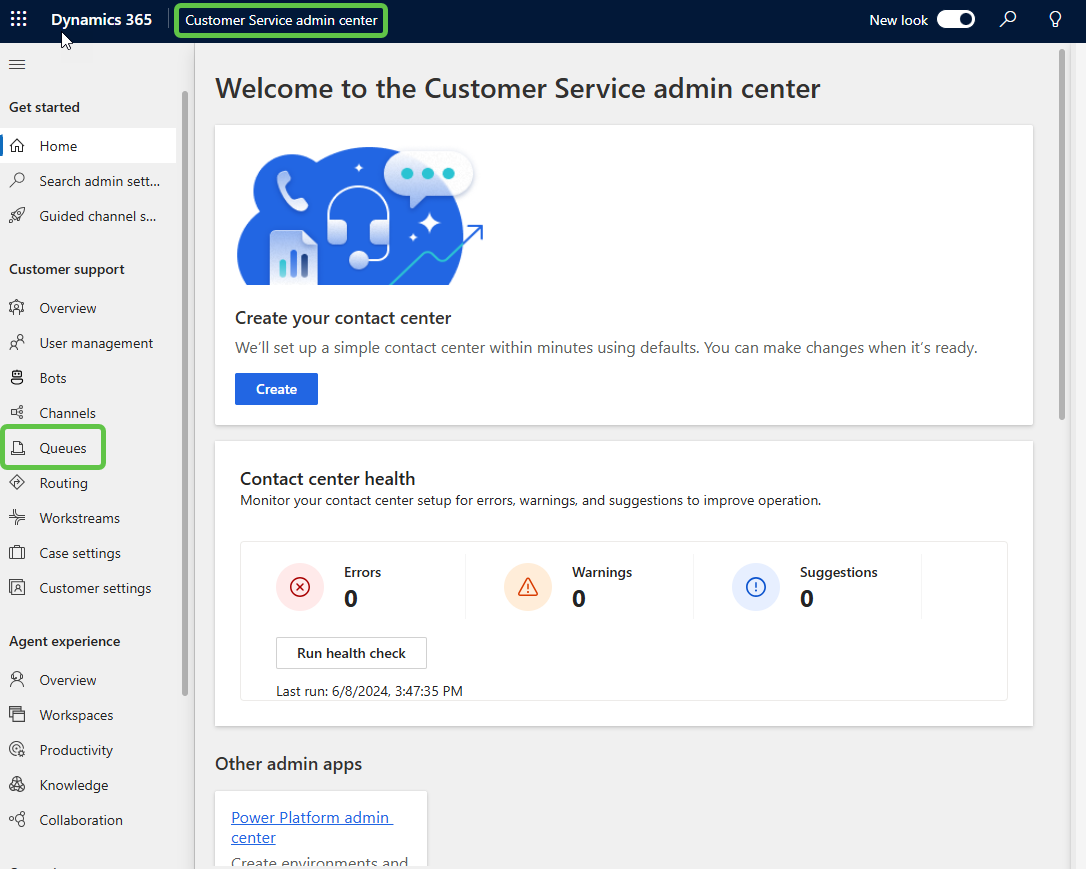 Dynamics 365
Customer Service admin center
New look
Get started
Home
Search admin sett...
Guided channel s...
Customer support
Overview
User management
Bots
Channels
Queues
Routing
Workstreams
Case settings
Customer settings
Agent experience
Overview
Workspaces
Productivity
Knowledge
Collaboration
Welcome to the Customer Service admin center
Create your contact center
We'll set up a simple contact center within minutes using defaults. You can make changes when it's ready.
Create
Contact center health
Monitor your contact center setup for errors, warnings, and suggestions to improve operation.
Errors
0
Warnings
0
Suggestions
0
Run health check
Last run: 6/8/2024, 3:47:35 PM
Other admin apps
Power Platform admin
center
Create environments and